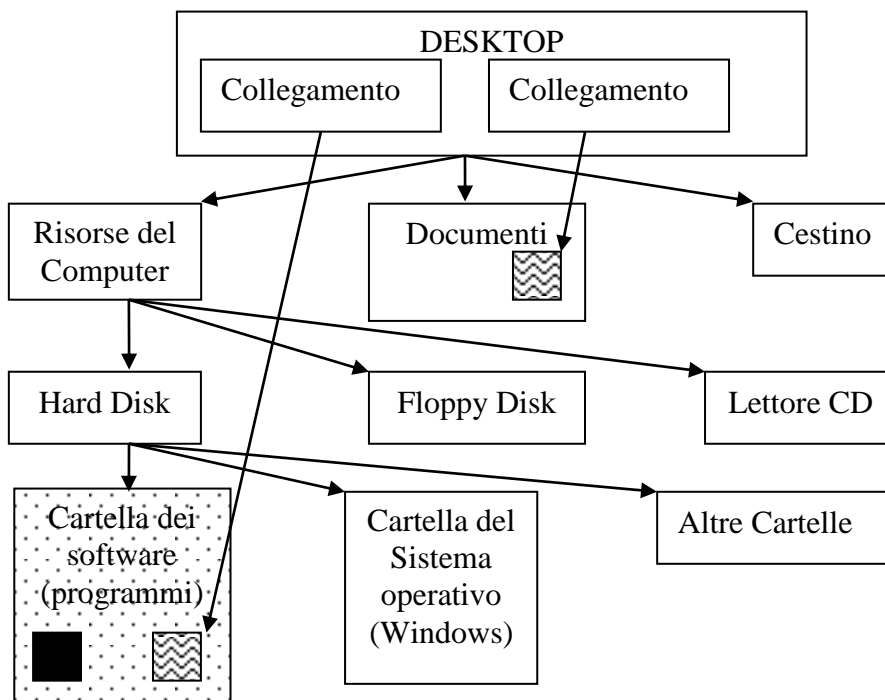 DESKTOP
Collegamento
Collegamento
Risorse del
Computer
Documenti
Cestino
Hard Disk
Floppy Disk
Lettore CD
Cartella dei
software
(programmi)
Cartella del
Sistema
operativo
(Windows)
Altre Cartelle